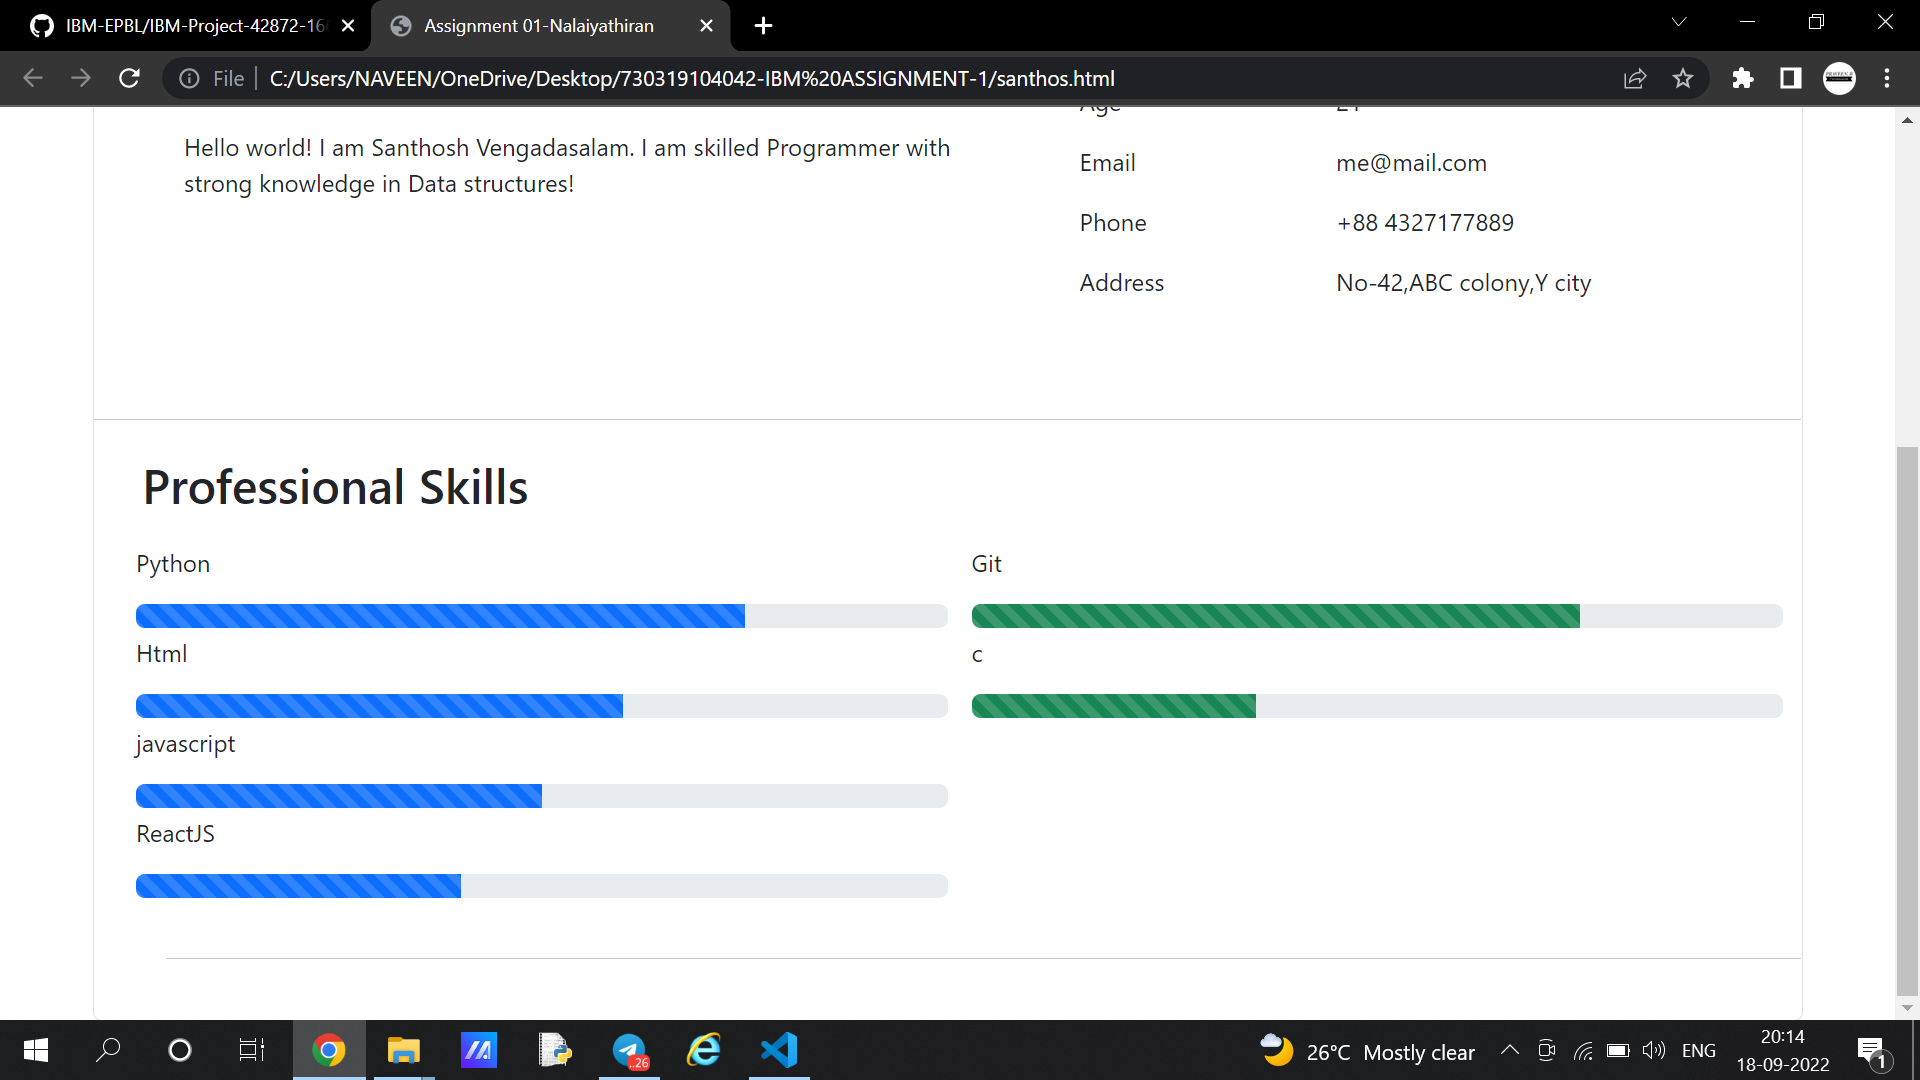 IBM-EPBL/IBM-Project-42872-16
Assignment 01-Nalaiyathiran
File
C:/Users/NAVEEN/OneDrive/Desktop/730319104042-IBM%20ASSIGNMENT-1/santhos.html
Hello world! I am Santhosh Vengadasalam. I am skilled Programmer with
strong knowledge in Data structures!
Age
Email me@mail.com
Phone +88 4327177889
Address No-42,ABC colony,Y city
Professional Skills
Python
Git
Html
c
javascript
ReactJS
..26
26°C Mostly clear
ENG
20:14
18-09-2022
1